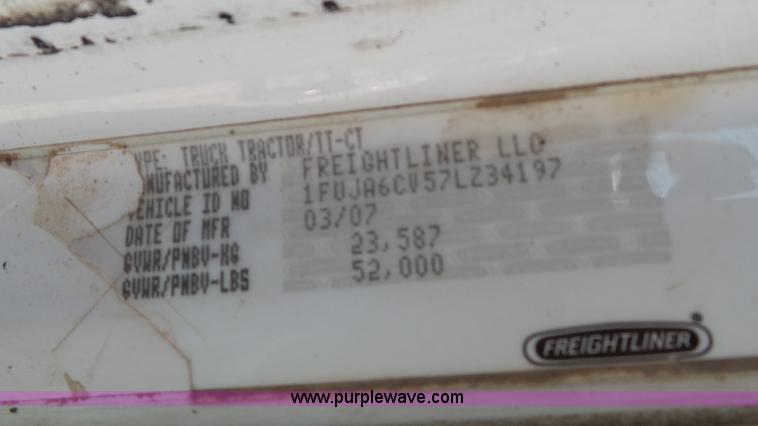 TYPE: TRUCK TRACTOR/TT-CT
MANUFACTURED BY FREIGHTLINER LLC
VEHICLE ID NO 1FUJA6CV57LZ34197
DATE OF MFR 03/07
GVWR/PNBV-KG 23,587
GVWR/PNBV-LBS 52,000
FREIGHTLINER
www.purplewave.com